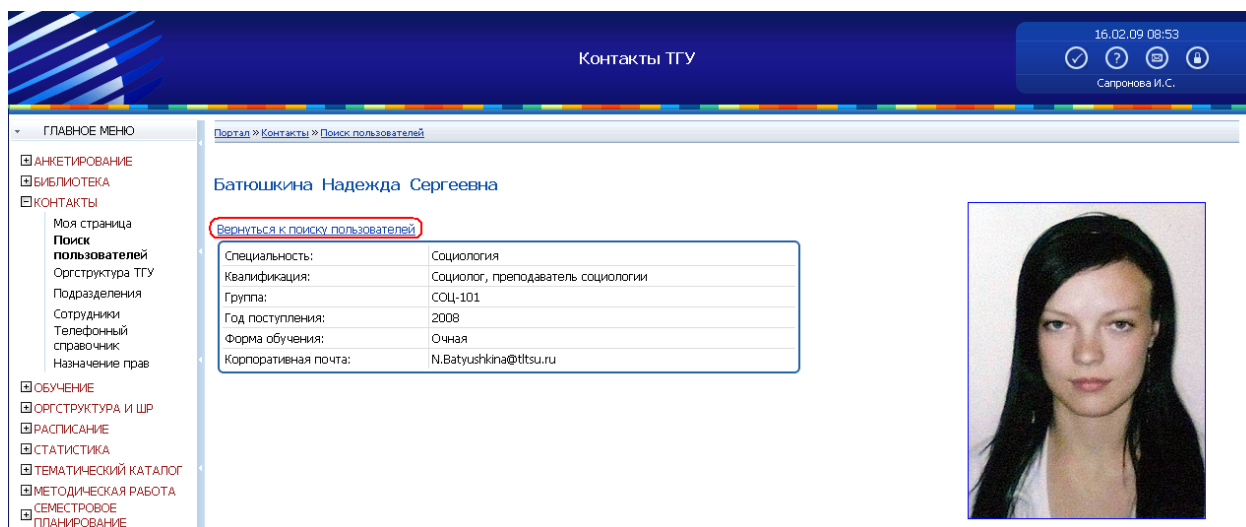 Контакты ТГУ
16.02.09 08:53
Сапронова И.С.
ГЛАВНОЕ МЕНЮ
АНКЕТИРОВАНИЕ
БИБЛИОТЕКА
КОНТАКТЫ
Моя страница
Поиск
пользователей
Оргструктура ТГУ
Подразделения
Сотрудники
Телефонный
справочник
Назначение прав
ОБУЧЕНИЕ
ОРГСТРУКТУРА И ШР
РАСПИСАНИЕ
СТАТИСТИКА
ТЕМАТИЧЕСКИЙ КАТАЛОГ
МЕТОДИЧЕСКАЯ РАБОТА
СЕМЕСТРОВОЕ
ПЛАНИРОВАНИЕ
Портал » Контакты » Поиск пользователей
Батюшкина Надежда Сергеевна
Вернуться к поиску пользователей
Специальность: Социология
Квалификация: Социолог, преподаватель социологии
Группа: СОЦ-101
Год поступления: 2008
Форма обучения: Очная
Корпоративная почта: N.Batyushkina@tltsu.ru